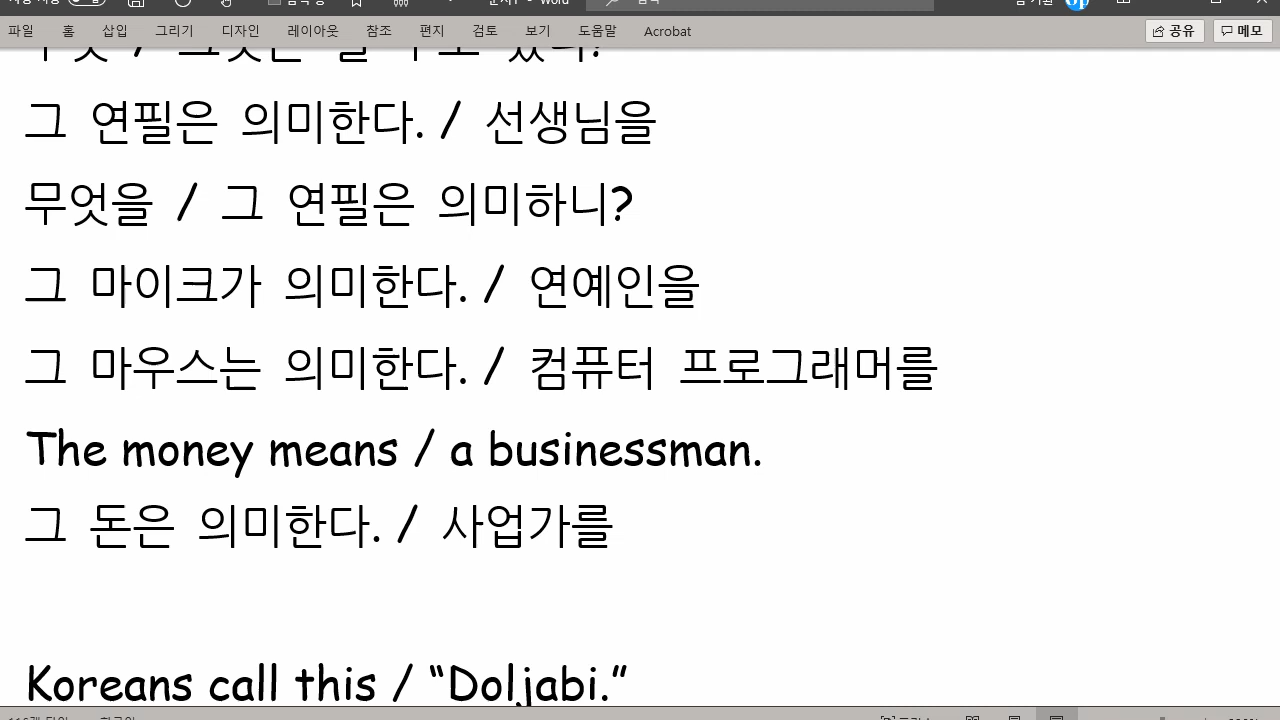 Word
파일 홈 삽입 그리기 디자인 레이아웃 참조 편지 검토 보기 도움말 Acrobat 공유 메모
그 연필은 의미한다. / 선생님을
무엇을 / 그 연필은 의미하니?
그 마이크가 의미한다. / 연예인을
그 마우스는 의미한다. / 컴퓨터 프로그래머를
The money means / a businessman.
그 돈은 의미한다. / 사업가를
Koreans call this / “Doljabi.”